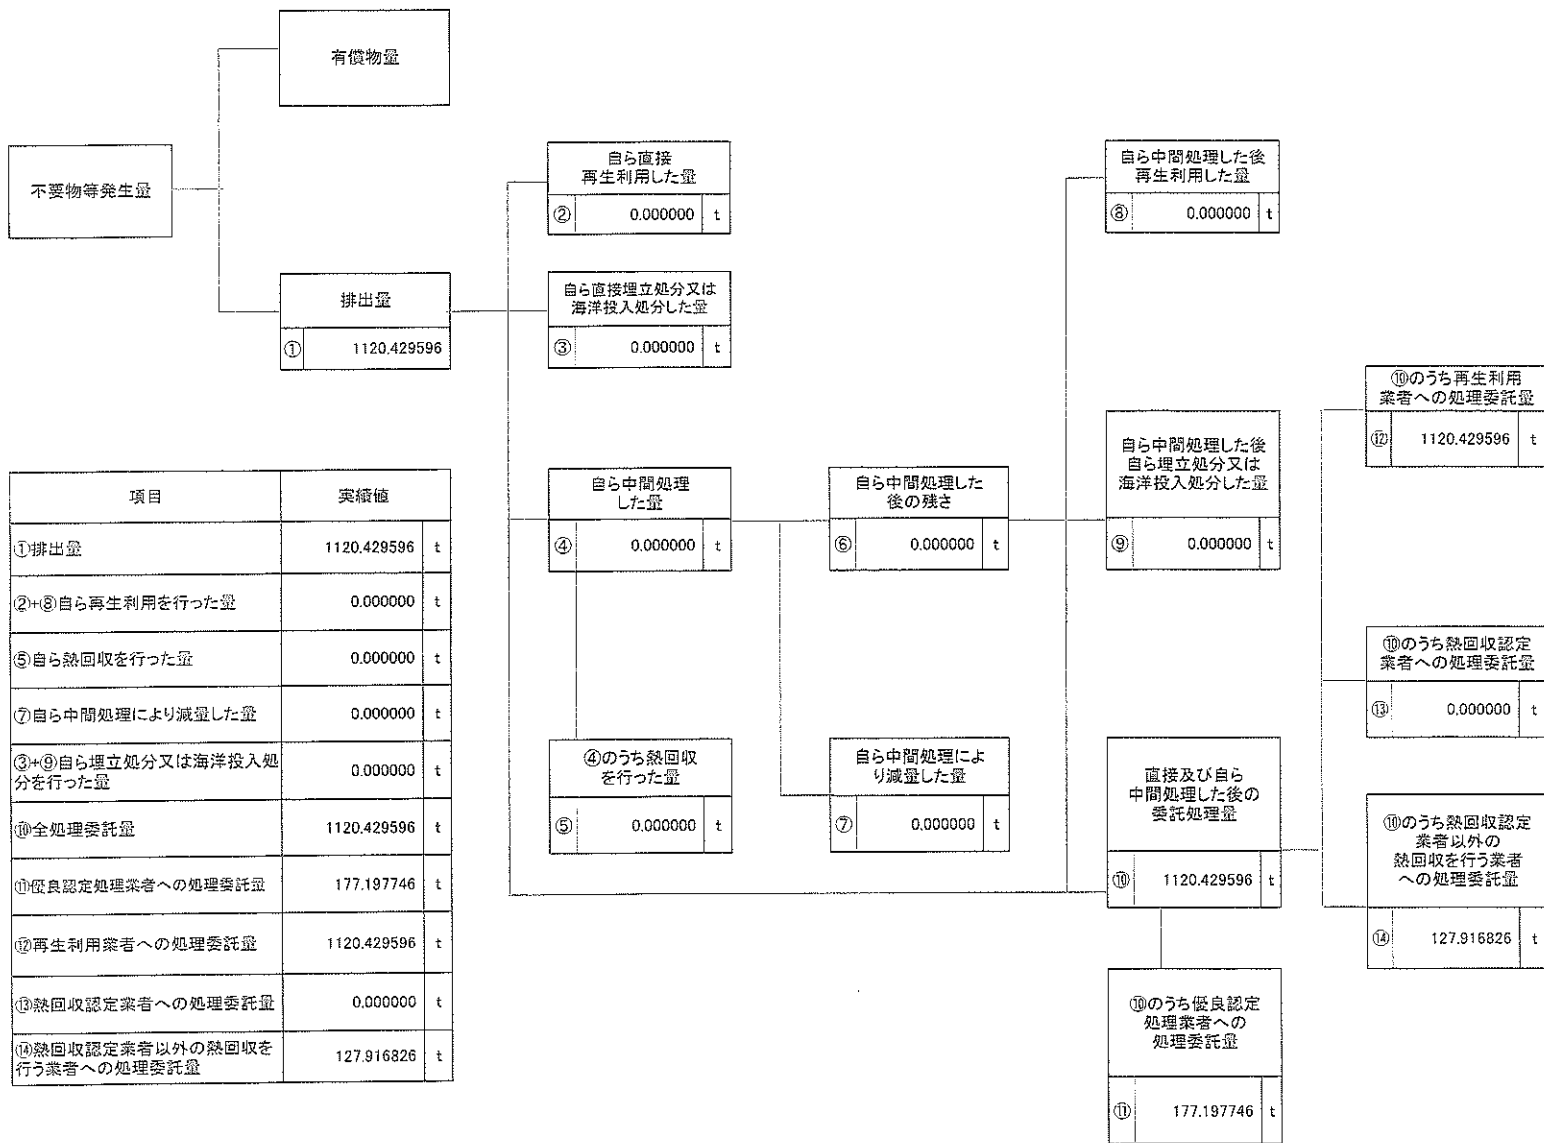 有償物量
不要物等発生量
排出量
① 1120.429596
自ら直接
再生利用した量
② 0.000000 t
自ら直接埋立処分又は
海洋投入処分した量
③ 0.000000 t
自ら中間処理
した量
④ 0.000000 t
④のうち熱回収
を行った量
⑤ 0.000000 t
自ら中間処理した
後の残さ
⑥ 0.000000 t
自ら中間処理によ
り減量した量
⑦ 0.000000 t
自ら中間処理した後
再生利用した量
⑧ 0.000000 t
自ら中間処理した後
自ら埋立処分又は
海洋投入処分した量
⑨ 0.000000 t
直接及び自ら
中間処理した後の
委託処理量
⑩ 1120.429596 t
⑩のうち優良認定
処理業者への
処理委託量
⑪ 177.197746 t
⑩のうち再生利用
業者への処理委託量
⑫ 1120.429596 t
⑩のうち熱回収認定
業者への処理委託量
⑬ 0.000000 t
⑩のうち熱回収認定
業者以外の
熱回収を行う業者
への処理委託量
⑭ 127.916826 t
項目 実績値
①排出量 1120.429596 t
②+⑧自ら再生利用を行った量 0.000000 t
⑤自ら熱回収を行った量 0.000000 t
⑦自ら中間処理により減量した量 0.000000 t
③+⑨自ら埋立処分又は海洋投入処
分を行った量 0.000000 t
⑩全処理委託量 1120.429596 t
⑪優良認定処理業者への処理委託量 177.197746 t
⑫再生利用業者への処理委託量 1120.429596 t
⑬熱回収認定業者への処理委託量 0.000000 t
⑭熱回収認定業者以外の熱回収を
行う業者への処理委託量 127.916826 t